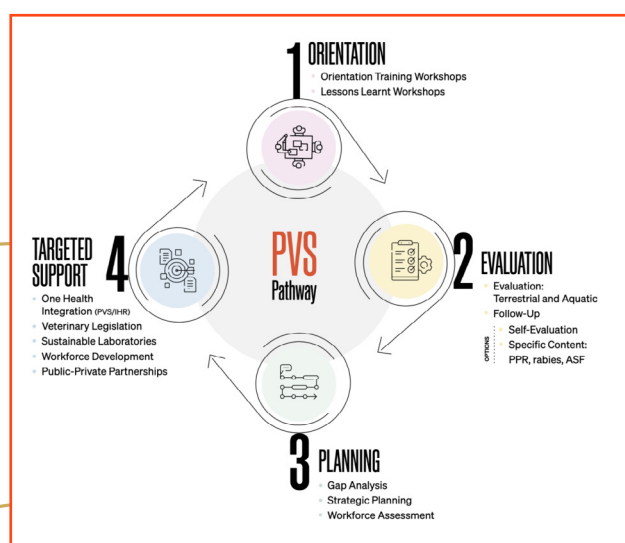 1 ORIENTATION
Orientation Training Workshops
Lessons Learnt Workshops
PVS
Pathway
2 EVALUATION
Evaluation:
Terrestrial and Aquatic
Follow-Up
OPTIONS
Self-Evaluation
Specific Content:
PPR, rabies, ASF
3 PLANNING
Gap Analysis
Strategic Planning
Workforce Assessment
TARGETED
SUPPORT 4
One Health
Integration (PVS/IHR)
Veterinary Legislation
Sustainable Laboratories
Workforce Development
Public-Private Partnerships